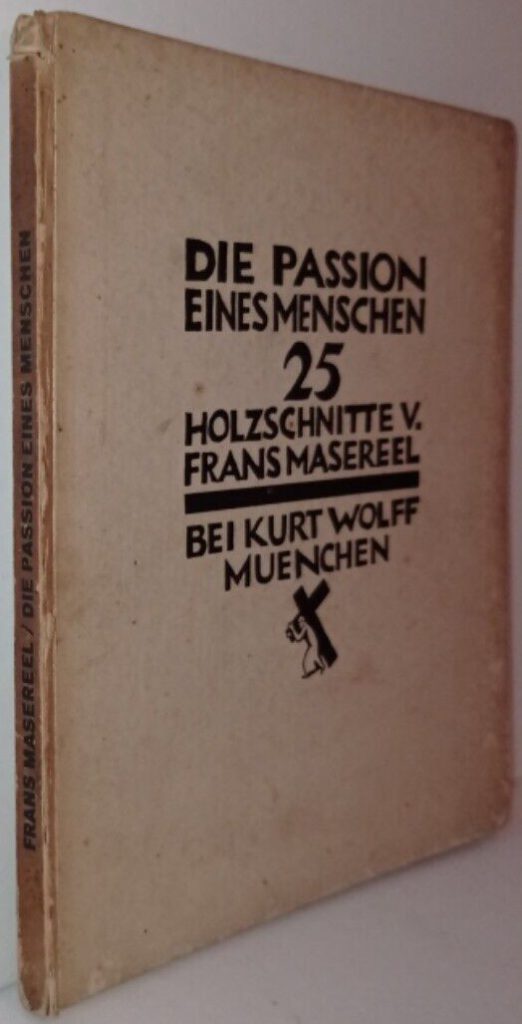 DIE PASSION
EINES MENSCHEN
25
HOLZSCHNITTE V.
FRANS MASEREEL
BEI KURT WOLFF
MUENCHEN
FRANS MASEREEL / DIE PASSION EINES MENSCHEN